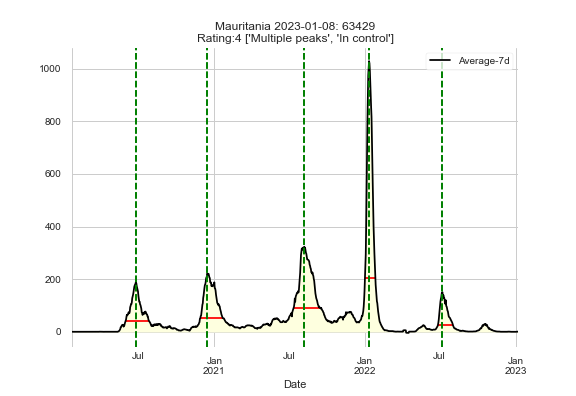 Mauritania 2023-01-08: 63429
Rating:4 ['Multiple peaks', 'In control']
Average-7d
1000
800
600
400
200
0
Jul
Jan
2021
Jul
Jan
2022
Jul
Jan
2023
Date